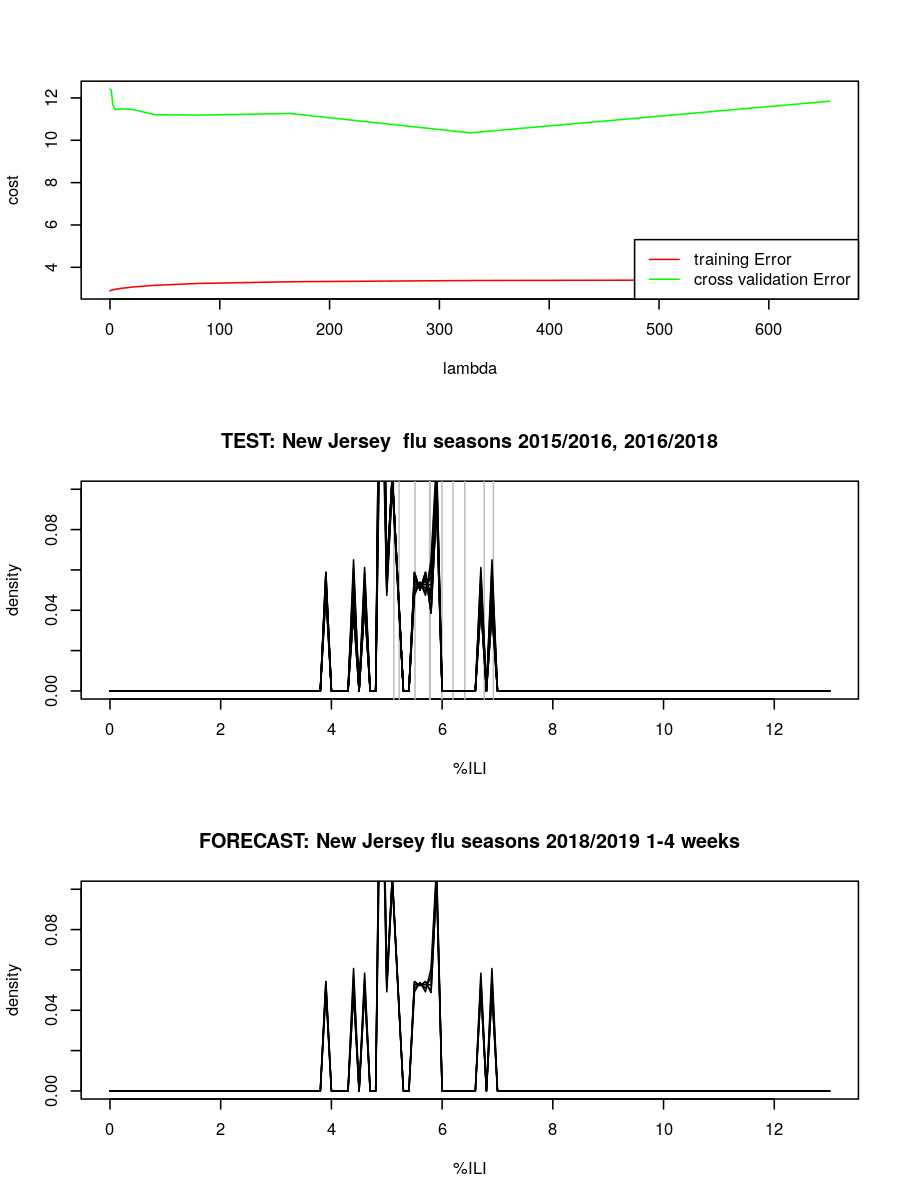 12
10
8
6
4
cost
training Error
cross validation Error
0 100 200 300 400 500 600
lambda
TEST: New Jersey  flu seasons 2015/2016, 2016/2018
0.08
0.04
0.00
density
0 2 4 6 8 10 12
%ILI
FORECAST: New Jersey flu seasons 2018/2019 1-4 weeks
0.08
0.04
0.00
density
0 2 4 6 8 10 12
%ILI